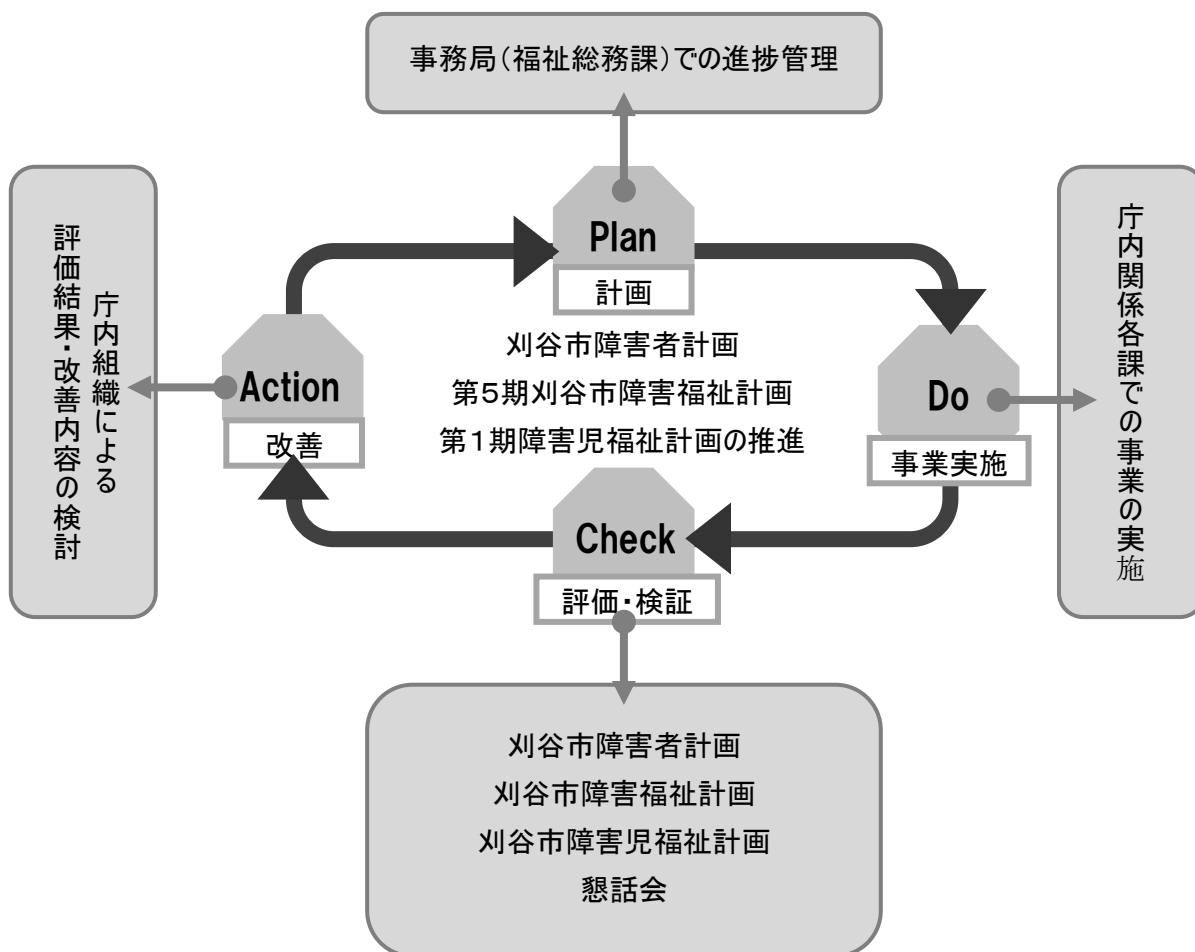 事務局（福祉総務課）での進捗管理
Plan
計画
刈谷市障害者計画
第５期刈谷市障害福祉計画
第１期障害児福祉計画の推進
Do
事業実施
庁内関係各課での事業の実施
Check
評価・検証
刈谷市障害者計画
刈谷市障害福祉計画
刈谷市障害児福祉計画
懇話会
Action
改善
庁内組織による
評価結果・改善内容の検討